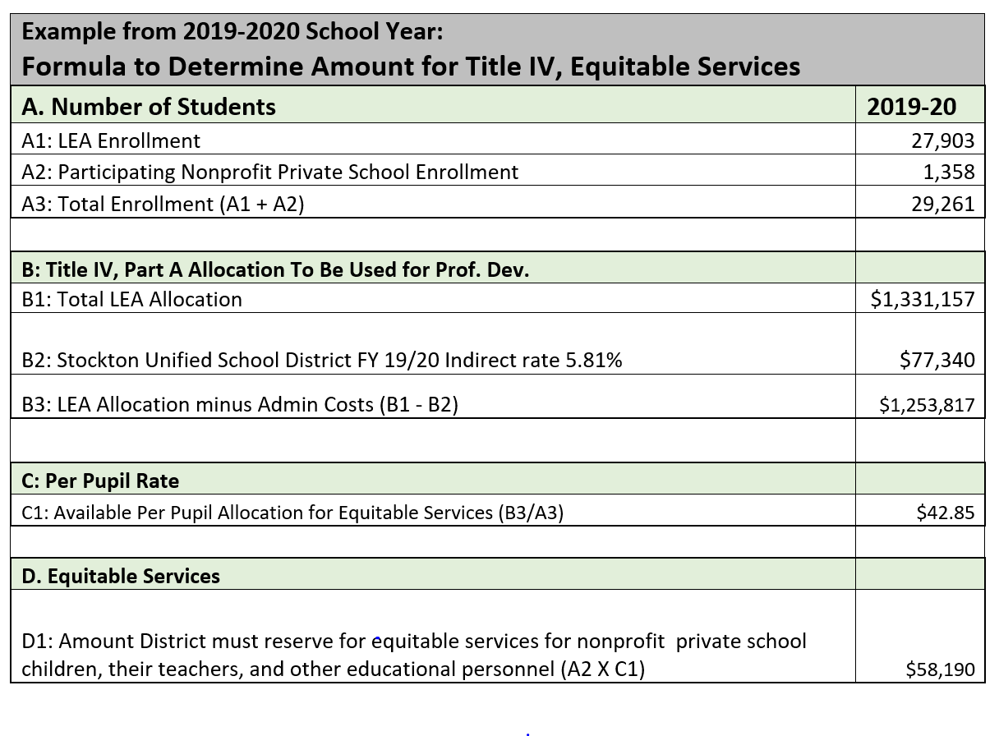 Example from 2019-2020 School Year:
Formula to Determine Amount for Title IV, Equitable Services
A. Number of Students 2019-20
A1: LEA Enrollment 27,903
A2: Participating Nonprofit Private School Enrollment 1,358
A3: Total Enrollment (A1 + A2) 29,261
B: Title IV, Part A Allocation To Be Used for Prof. Dev.
B1: Total LEA Allocation $1,331,157
B2: Stockton Unified School District FY 19/20 Indirect rate 5.81% $77,340
B3: LEA Allocation minus Admin Costs (B1 - B2) $1,253,817
C: Per Pupil Rate
C1: Available Per Pupil Allocation for Equitable Services (B3/A3) $42.85
D. Equitable Services
D1: Amount District must reserve for equitable services for nonprofit  private school
children, their teachers, and other educational personnel (A2 X C1) $58,190